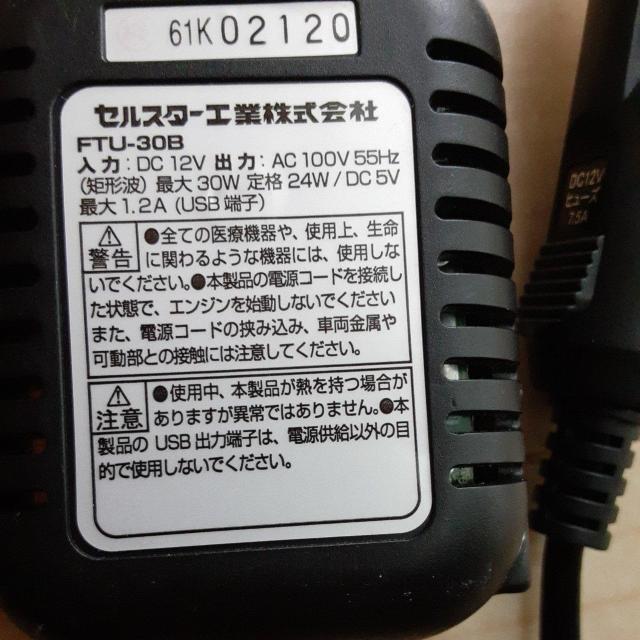 61K02120
セルスター工業株式会社
FTU-30B
入力：DC 12V 出力：AC 100V 55Hz
（矩形波）最大 30W 定格 24W / DC 5V
最大 1.2A (USB 端子)
警告
●全ての医療機器や、使用上、生命
に関わるような機器には、使用しな
いでください。●本製品の電源コードを接続し
た状態で、エンジンを始動しないでください
また、電源コードの挟み込み、車両金属や
可動部との接触には注意してください。
注意
●使用中、本製品が熱を持つ場合が
ありますが異常ではありません。●本
製品の USB 出力端子は、電源供給以外の目
的で使用しないでください。
DC12V
ヒューズ
7.5A